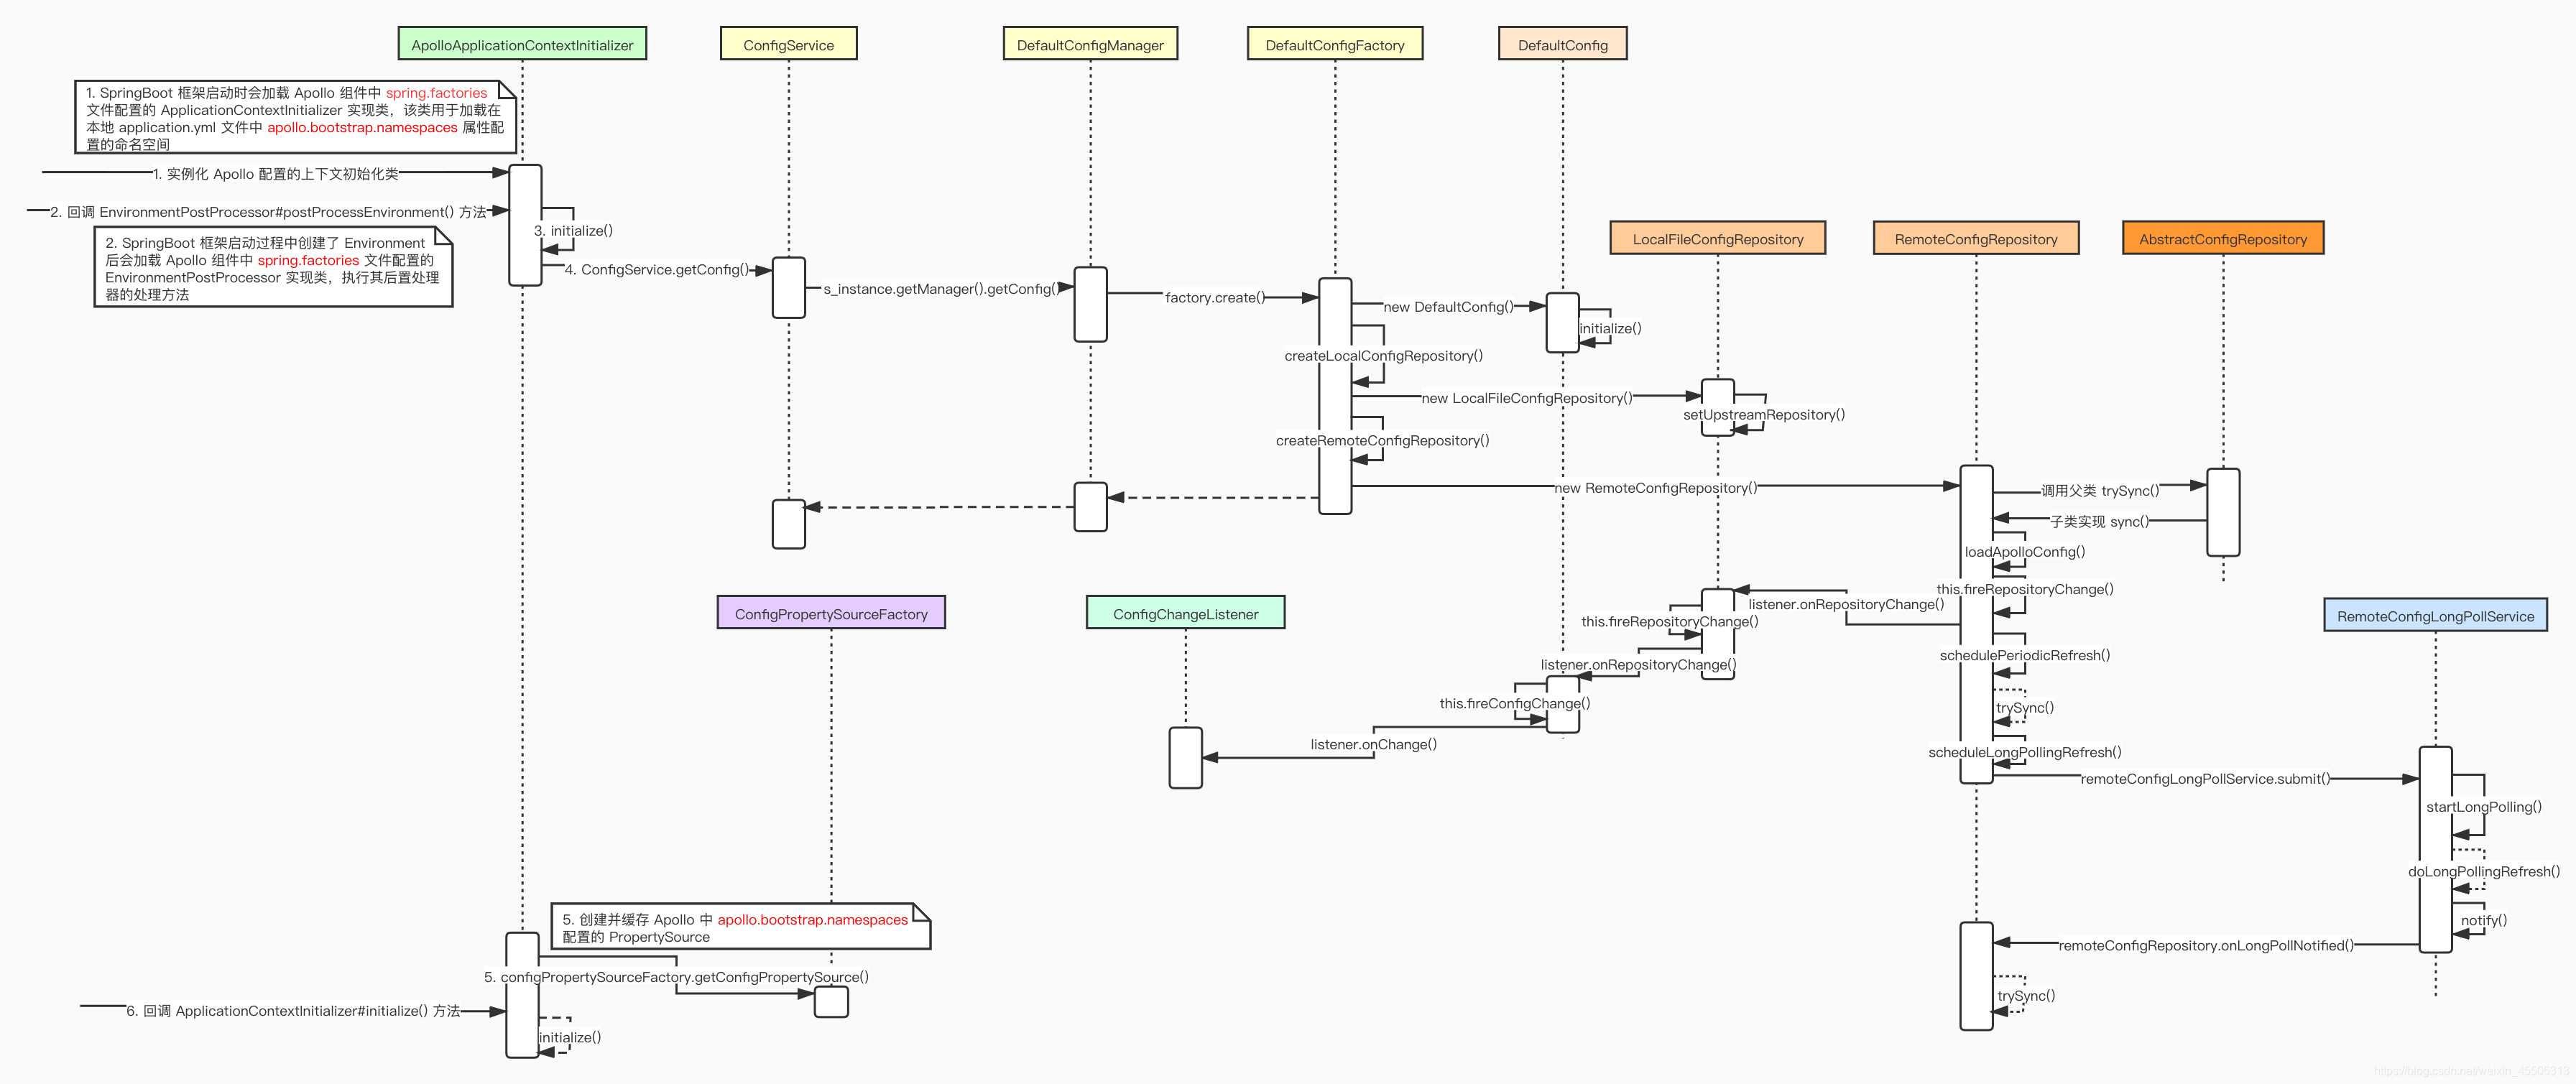 ApolloApplicationContextInitializer
ConfigService
DefaultConfigManager
DefaultConfigFactory
DefaultConfig
1. SpringBoot 框架启动时会加载 Apollo 组件中 spring.factories
文件配置的 ApplicationContextInitializer 实现类，该类用于加载在
本地 application.yml 文件中 apollo.bootstrap.namespaces 属性配
置的命名空间
1. 实例化 Apollo 配置的上下文初始化类
2. 回调 EnvironmentPostProcessor#postProcessEnvironment() 方法
3. initialize()
2. SpringBoot 框架启动过程中创建了 Environment
后会加载 Apollo 组件中 spring.factories 文件配置的
EnvironmentPostProcessor 实现类，执行其后置处理
器的处理方法
LocalFileConfigRepository
RemoteConfigRepository
AbstractConfigRepository
4. ConfigService.getConfig()
s_instance.getManager().getConfig()
factory.create()
new DefaultConfig()
initialize()
createLocalConfigRepository()
new LocalFileConfigRepository()
setUpstreamRepository()
createRemoteConfigRepository()
new RemoteConfigRepository()
调用父类 trySync()
子类实现 sync()
loadApolloConfig()
this.fireRepositoryChange()
listener.onRepositoryChange()
this.fireRepositoryChange()
ConfigPropertySourceFactory
ConfigChangeListener
RemoteConfigLongPollService
schedulePeriodicRefresh()
listener.onRepositoryChange()
this.fireConfigChange()
trySync()
listener.onChange()
scheduleLongPollingRefresh()
remoteConfigLongPollService.submit()
startLongPolling()
doLongPollingRefresh()
notify()
remoteConfigRepository.onLongPollNotified()
trySync()
5. 创建并缓存 Apollo 中 apollo.bootstrap.namespaces
配置的 PropertySource
5. configPropertySourceFactory.getConfigPropertySource()
6. 回调 ApplicationContextInitializer#initialize() 方法
initialize()
https://blog.csdn.net/weixin_45505313